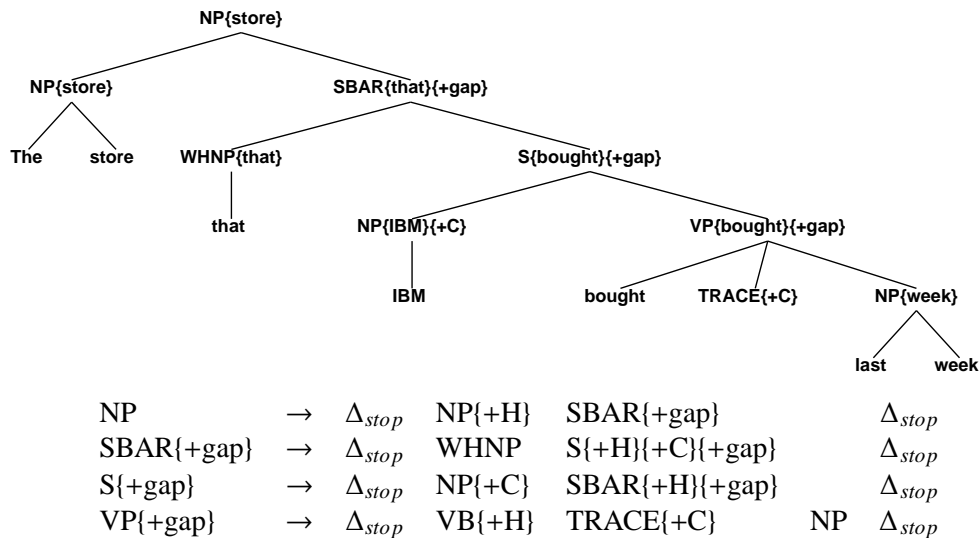 NP{store}
NP{store} SBAR{that}{+gap}
The store WHNP{that} S{bought}{+gap}
that NP{IBM}{+C} VP{bought}{+gap}
IBM bought TRACE{+C} NP{week}
last week
NP → Δstop NP{+H} SBAR{+gap} Δstop
SBAR{+gap} → Δstop WHNP S{+H}{+C}{+gap} Δstop
S{+gap} → Δstop NP{+C} SBAR{+H}{+gap} Δstop
VP{+gap} → Δstop VB{+H} TRACE{+C} NP Δstop